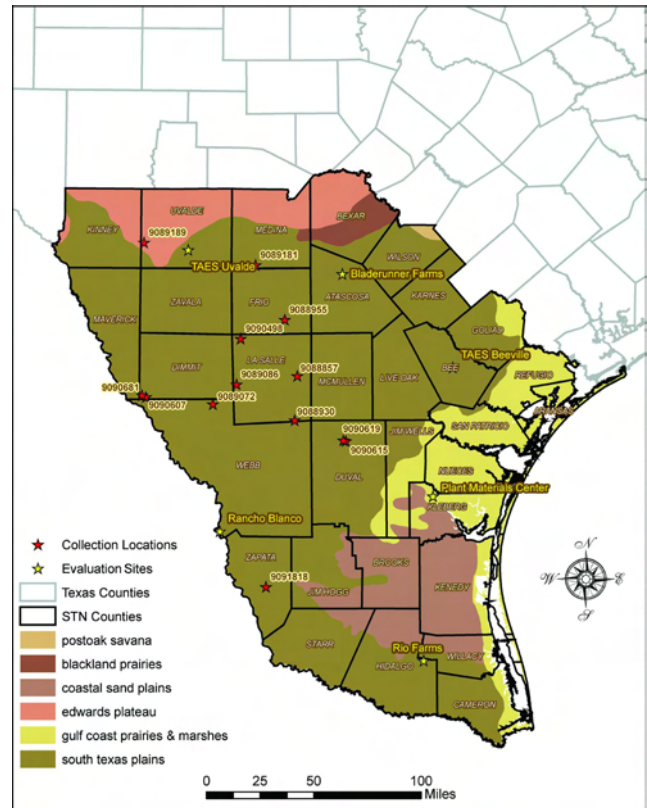 UVALDE
KINNEY
BEXAR
MEDINA
9089189
9089181
TAES Uvalde
WILSON
Bladerunner Farms
ATASCOSA
KARNES
ZAVALA
FRIO
MAVERICK
9088955
GOLIAD
9090498
TAES Beeville
LASALLE
DIMMIT
BEE
9088857
MCMULLEN
LIVE OAK
REFUGIO
9089086
9090681
ARANSAS
9090607
9089072
SAN PATRICIO
8088930
9090619
JIM WELLS
9090615
WEBB
DUVAL
NUECES
Plant Materials Center
KLEBERG
Rancho Blanco
ZAPATA
BROOKS
9091818
JIM HOGG
KENEDY
STARR
Rio Farms
HIDALGO
WILLACY
CAMERON
N
W
E
S
Collection Locations
Evaluation Sites
Texas Counties
STN Counties
postoak savana
blackland prairies
coastal sand plains
edwards plateau
gulf coast prairies & marshes
south texas plains
0 25 50 100
Miles